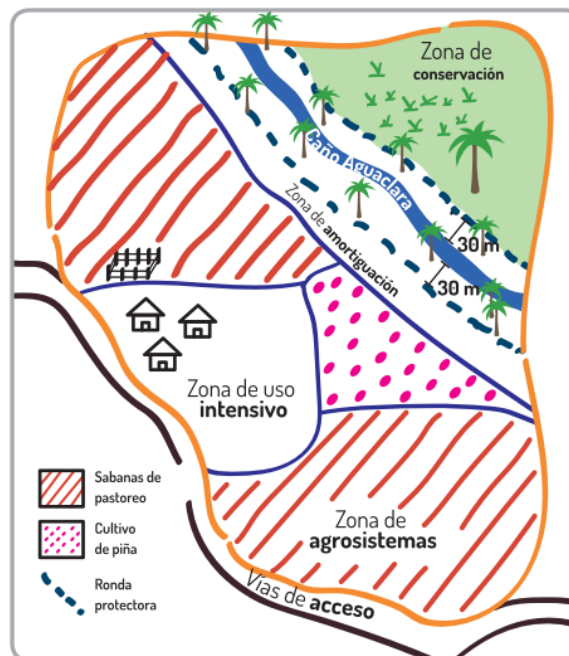 Zona de
conservación
Caño Aguaclara
Zona de
amortiguación
30 m
30 m
Zona de uso
intensivo
Sabanas de
pastoreo
Cultivo
de piña
Ronda
protectora
Zona de
agrosistemas
Vías de acceso